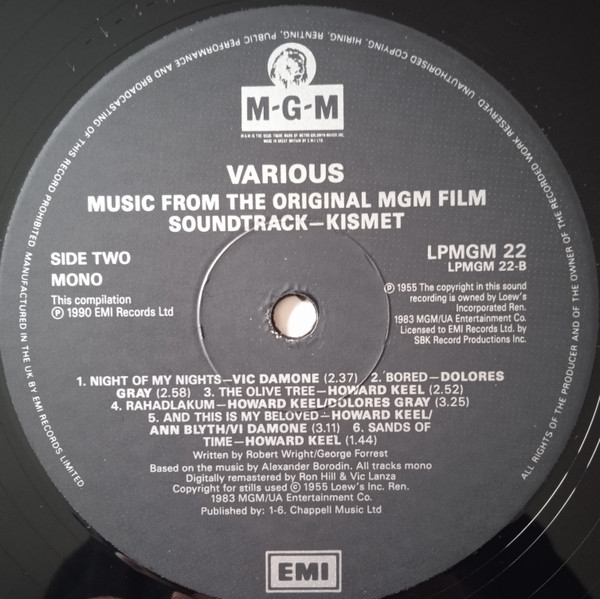 UNAUTHORISED COPYING, HIRING, RENTING, PUBLIC PERFORMANCE AND BROADCASTING OF THIS RECORD PROHIBITED MANUFACTURED IN THE UK BY EMI RECORDS LIMITED
ALL RIGHTS OF THE PRODUCER AND OF THE OWNER OF THE RECORDED WORK RESERVED
M-G-M
VARIOUS
MUSIC FROM THE ORIGINAL MGM FILM
SOUNDTRACK—KISMET
SIDE TWO
MONO
This compilation
℗ 1990 EMI Records Ltd
LPMGM 22
LPMGM 22-B
℗ 1955 The copyright in this sound
recording is owned by Loew's
Incorporated Ren.
1983 MGM/UA Entertainment Co.
Licensed to EMI Records Ltd. by
SBK Record Productions Inc.
1. NIGHT OF MY NIGHTS—VIC DAMONE (2.37) 2. BORED—DOLORES
GRAY (2.58) 3. THE OLIVE TREE—HOWARD KEEL (2.52)
4. RAHADLAKUM—HOWARD KEEL/DOLORES GRAY (3.25)
5. AND THIS IS MY BELOVED—HOWARD KEEL/
ANN BLYTH/VI DAMONE (3.11) 6. SANDS OF
TIME—HOWARD KEEL (1.44)
Written by Robert Wright/George Forrest
Based on the music by Alexander Borodin. All tracks mono
Digitally remastered by Ron Hill & Vic Lanza
Copyright for stills used © 1955 Loew's Inc. Ren.
1983 MGM/UA Entertainment Co.
Published by: 1-6. Chappell Music Ltd
EMI